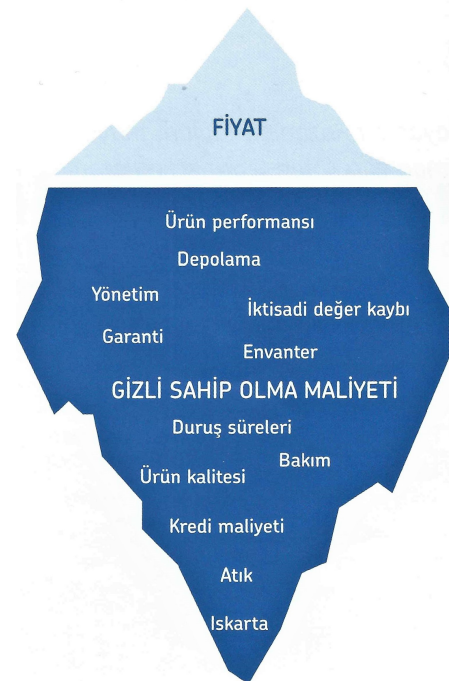 FİYAT
Ürün performansı
Depolama
Yönetim
İktisadi değer kaybı
Garanti
Envanter
GİZLİ SAHİP OLMA MALİYETİ
Duruş süreleri
Bakım
Ürün kalitesi
Kredi maliyeti
Atık
Iskarta